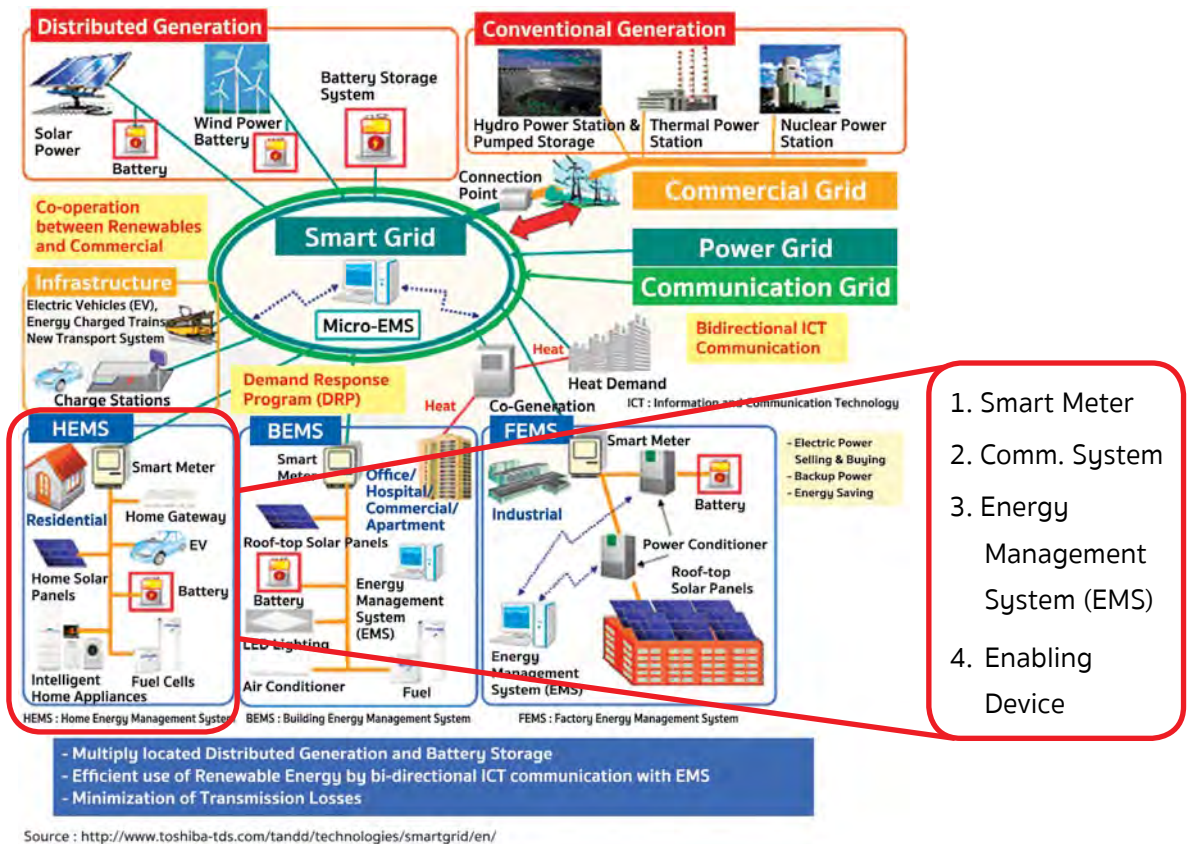 Distributed Generation
Solar
Power
Battery
Wind Power
Battery
Battery Storage
System
Conventional Generation
Hydro Power Station &
Pumped Storage
Thermal Power
Station
Nuclear Power
Station
Connection
Point
Commercial Grid
Co-operation
between Renewables
and Commercial
Smart Grid
Micro-EMS
Power Grid
Communication Grid
Infrastructure
Electric Vehicles (EV),
Energy Charged Trains
New Transport System
Charge Stations
Demand Response
Program (DRP)
Bidirectional ICT
Communication
Heat
Heat Demand
Heat
Co-Generation
ICT : Information and Communication Technology
HEMS
Smart Meter
Residential
Home Gateway
EV
Home Solar
Panels
Battery
Intelligent
Home Appliances
Fuel Cells
HEMS : Home Energy Management System
BEMS
Smart
Meter
Office/
Hospital/
Commercial/
Apartment
Roof-top Solar Panels
Battery
Energy
Management
System
(EMS)
LED Lighting
Air Conditioner
Fuel
BEMS : Building Energy Management System
FEMS
Smart Meter
Industrial
Battery
Power Conditioner
Roof-top
Solar Panels
Energy
Management
System (EMS)
FEMS : Factory Energy Management System
- Electric Power
Selling & Buying
- Backup Power
- Energy Saving
1. Smart Meter
2. Comm. System
3. Energy
Management
System (EMS)
4. Enabling
Device
- Multiply located Distributed Generation and Battery Storage
- Efficient use of Renewable Energy by bi-directional ICT communication with EMS
- Minimization of Transmission Losses
Source : http://www.toshiba-tds.com/tandd/technologies/smartgrid/en/